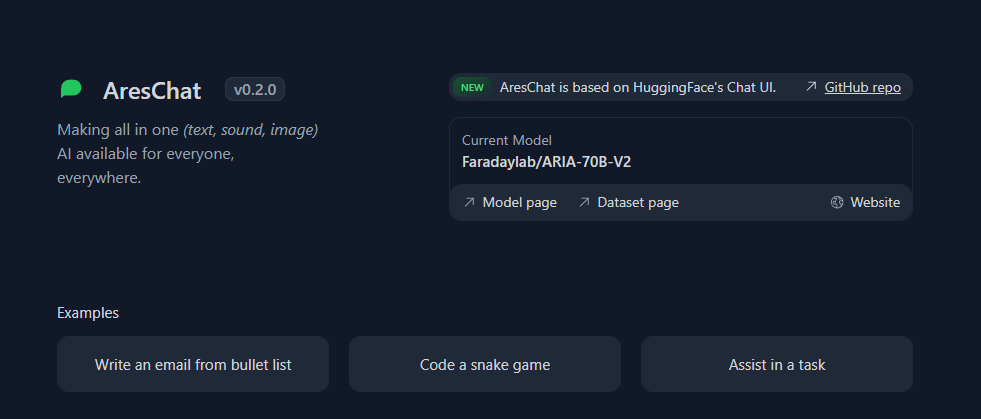 AresChat v0.2.0
Making all in one (text, sound, image)
AI available for everyone,
everywhere.
NEW AresChat is based on HuggingFace's Chat UI. GitHub repo
Current Model
Faradaylab/ARIA-70B-V2
Model page Dataset page Website
Examples
Write an email from bullet list Code a snake game Assist in a task